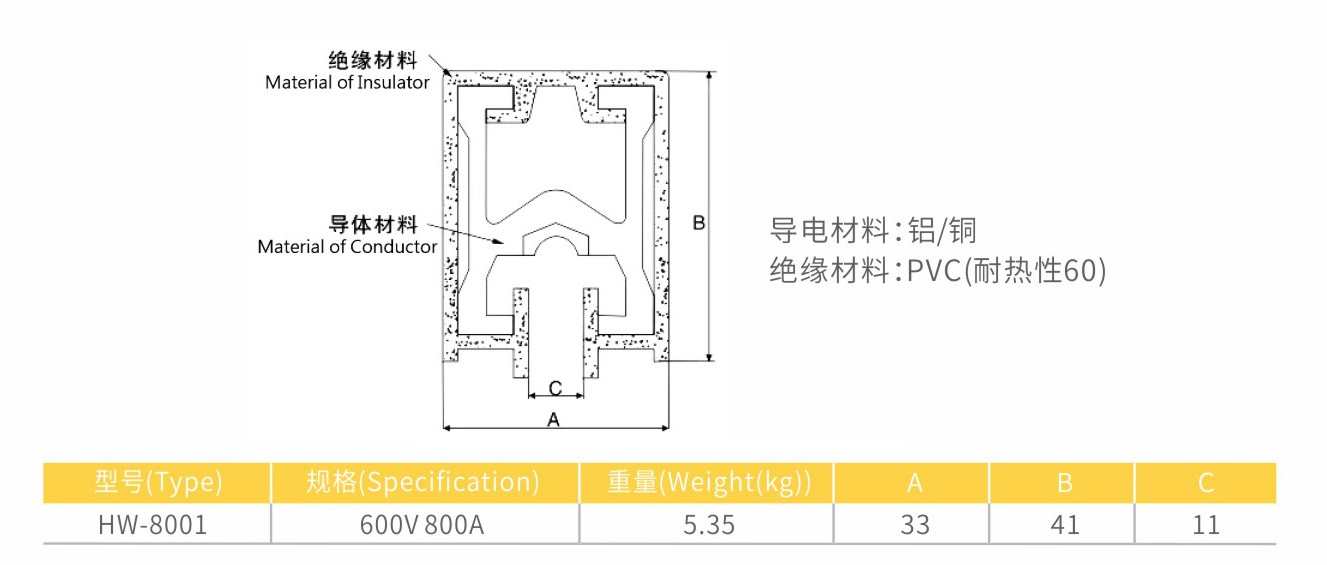 绝缘材料
Material of Insulator
导体材料
Material of Conductor
B
导电材料：铝/铜
绝缘材料：PVC(耐热性60)
C
A
型号(Type) 规格(Specification) 重量(Weight(kg)) A B C
HW-8001 600V 800A 5.35 33 41 11